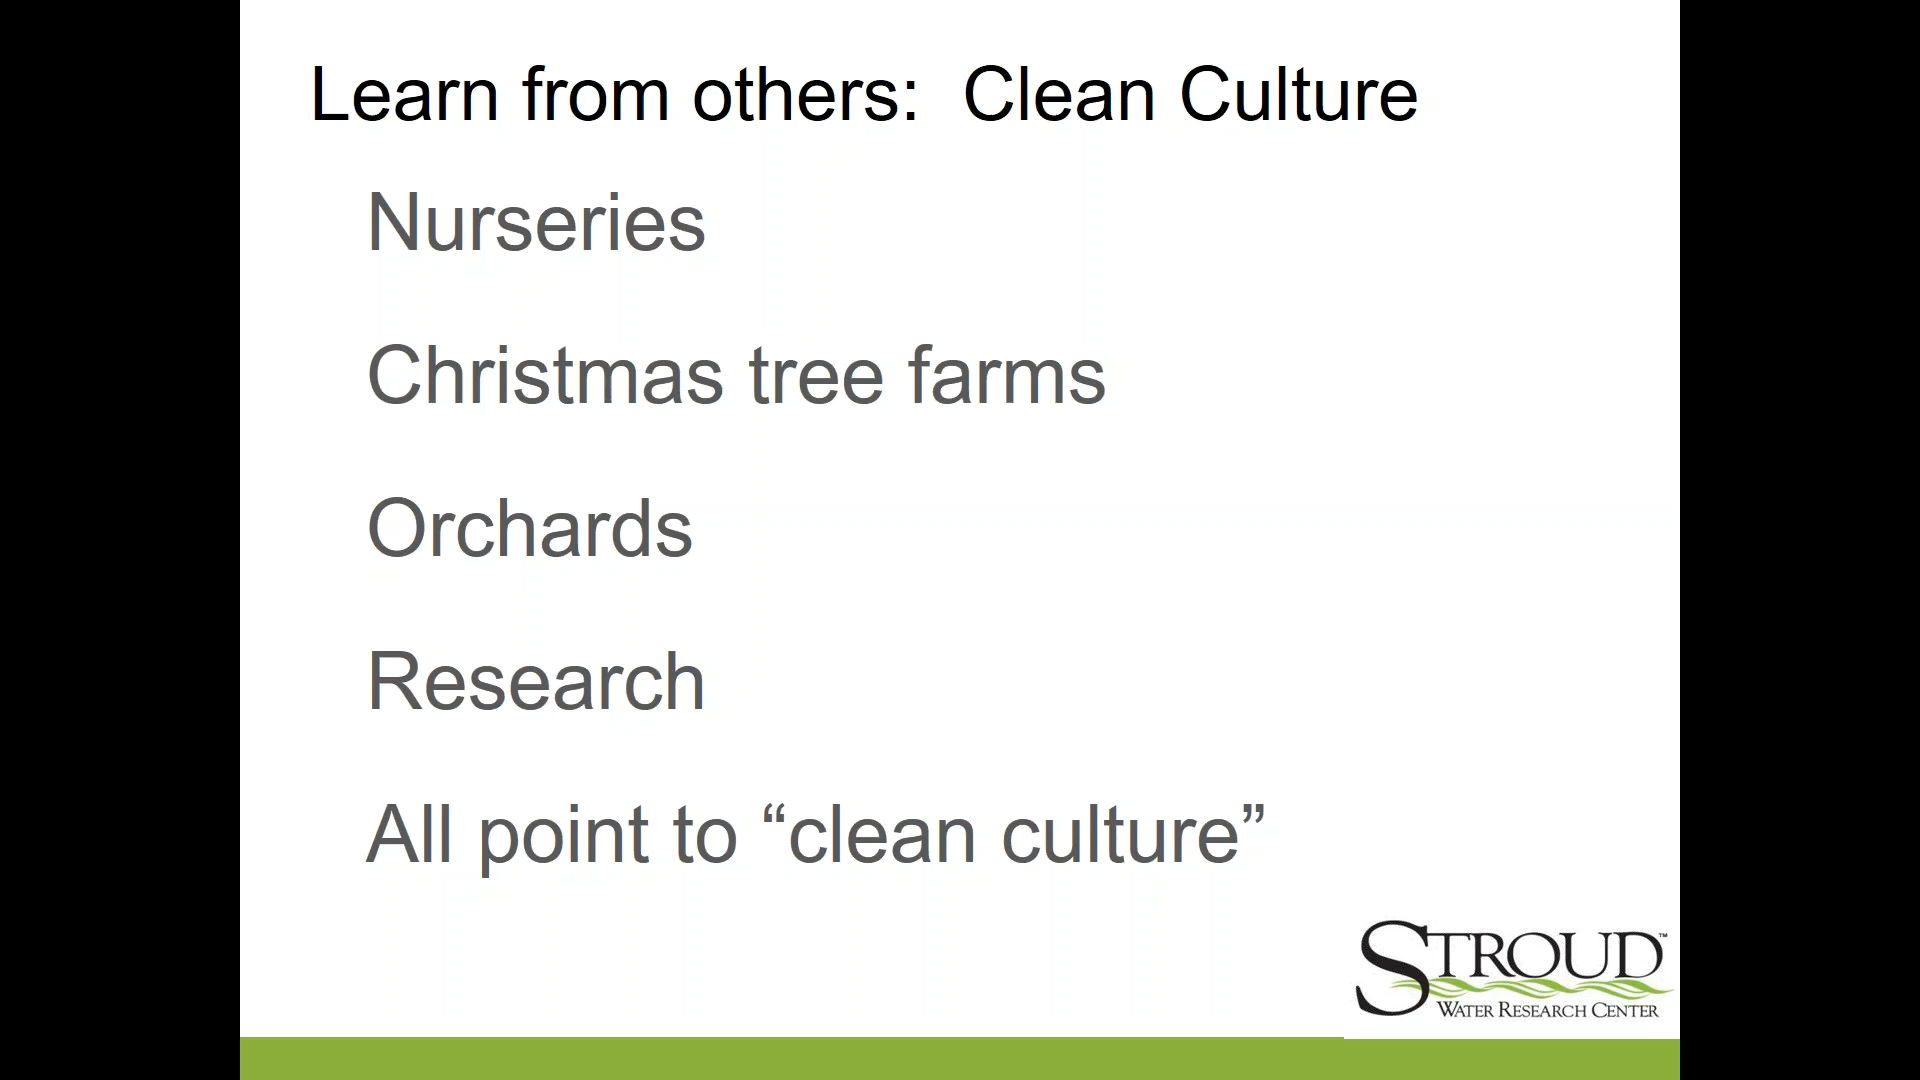 Learn from others:  Clean Culture
Nurseries
Christmas tree farms
Orchards
Research
All point to “clean culture”
STROUD™
WATER RESEARCH CENTER